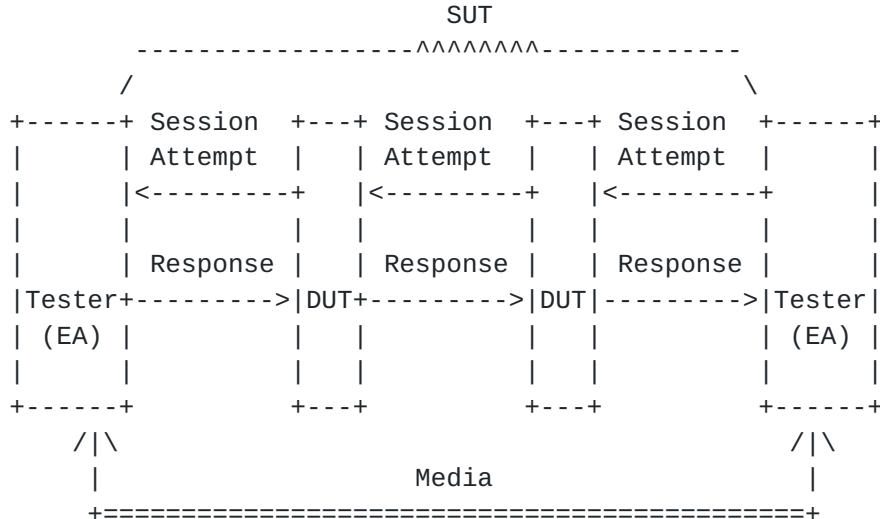 SUT
------------------^^^^^^^^-------------
/ \
+------+ Session +---+ Session +---+ Session +------+
| | Attempt | | Attempt | | Attempt | |
| |<---------+ |<---------+ |<---------+ |
| | | | | | | |
| | Response | | Response | | Response | |
|Tester+--------->|DUT+--------->|DUT|--------->|Tester|
| (EA) | | | | | | (EA) |
| | | | | | | |
+------+ +---+ +---+ +------+
/|\ /|\
| Media |
+=============================================+